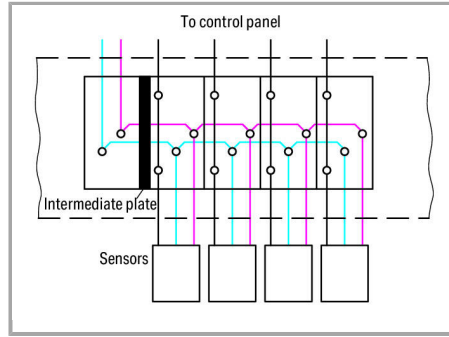 To control panel
Intermediate plate
Sensors